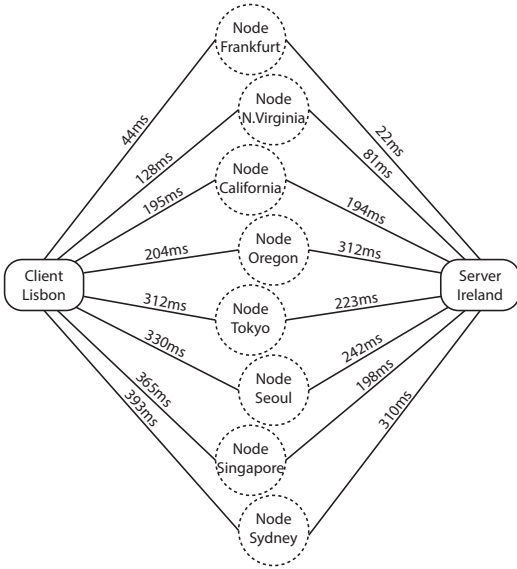 Node
Frankfurt
44ms
22ms
Node
N.Virginia
128ms
81ms
Node
California
195ms
194ms
Node
Oregon
204ms
312ms
Client
Lisbon
Server
Ireland
Node
Tokyo
312ms
223ms
Node
Seoul
330ms
242ms
Node
Singapore
365ms
198ms
Node
Sydney
393ms
310ms